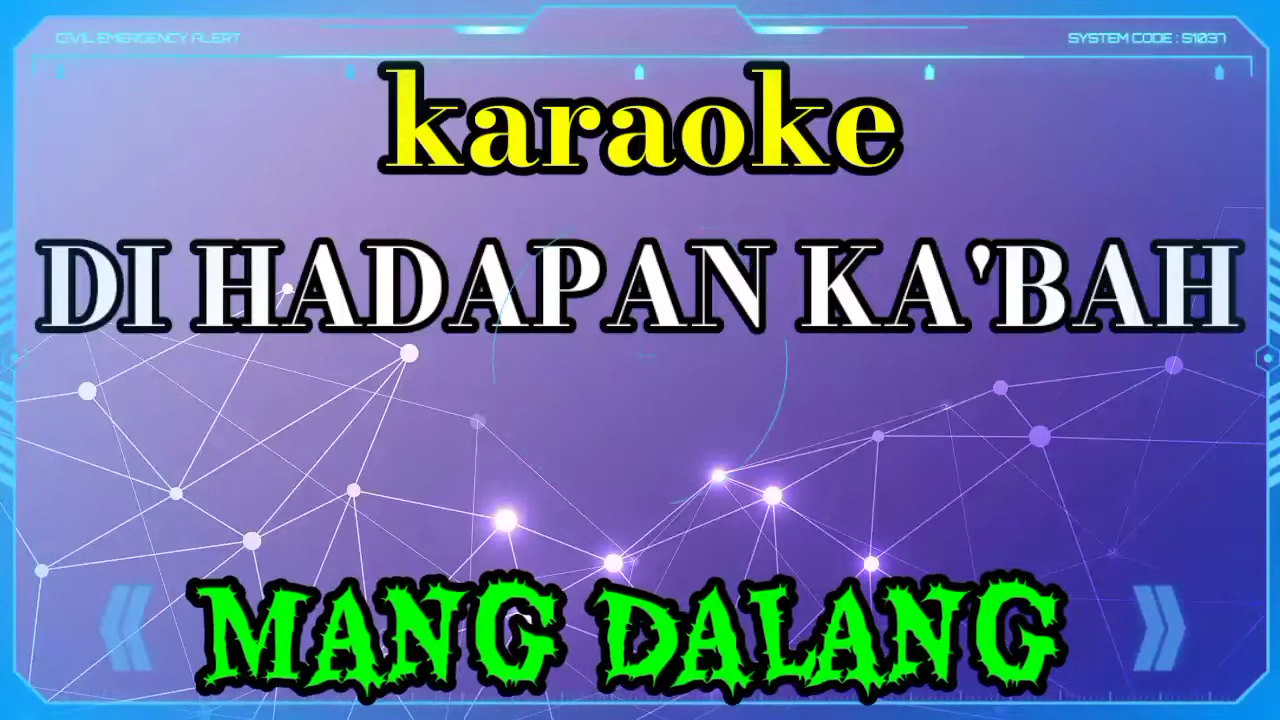 CIVIL EMERGENCY ALERT
SYSTEM CODE : S1037
karaoke
DI HADAPAN KA'BAH
MANG DALANG